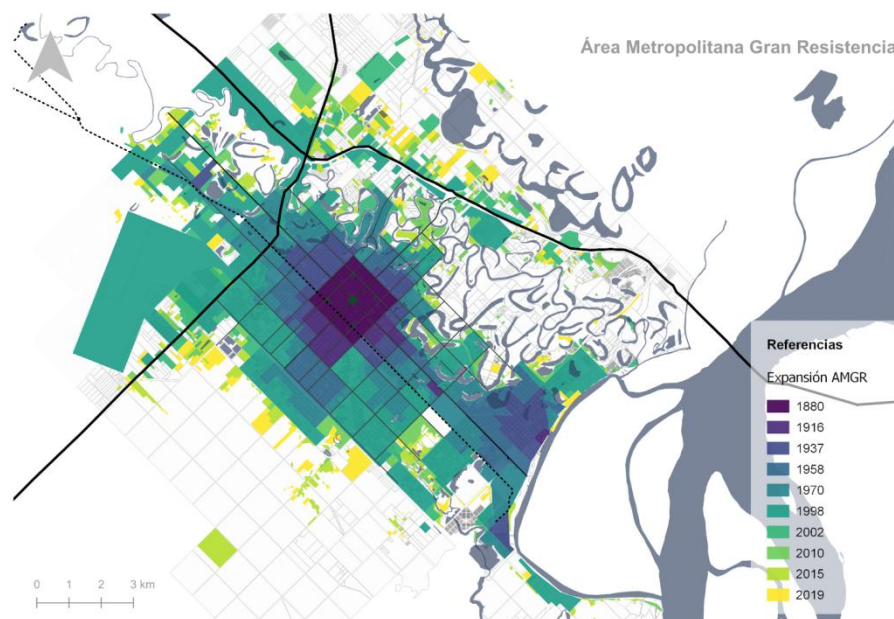 Área Metropolitana Gran Resistencia
Referencias
Expansión AMGR
1880
1916
1937
1958
1970
1998
2002
2010
2015
2019
0 1 2 3 km